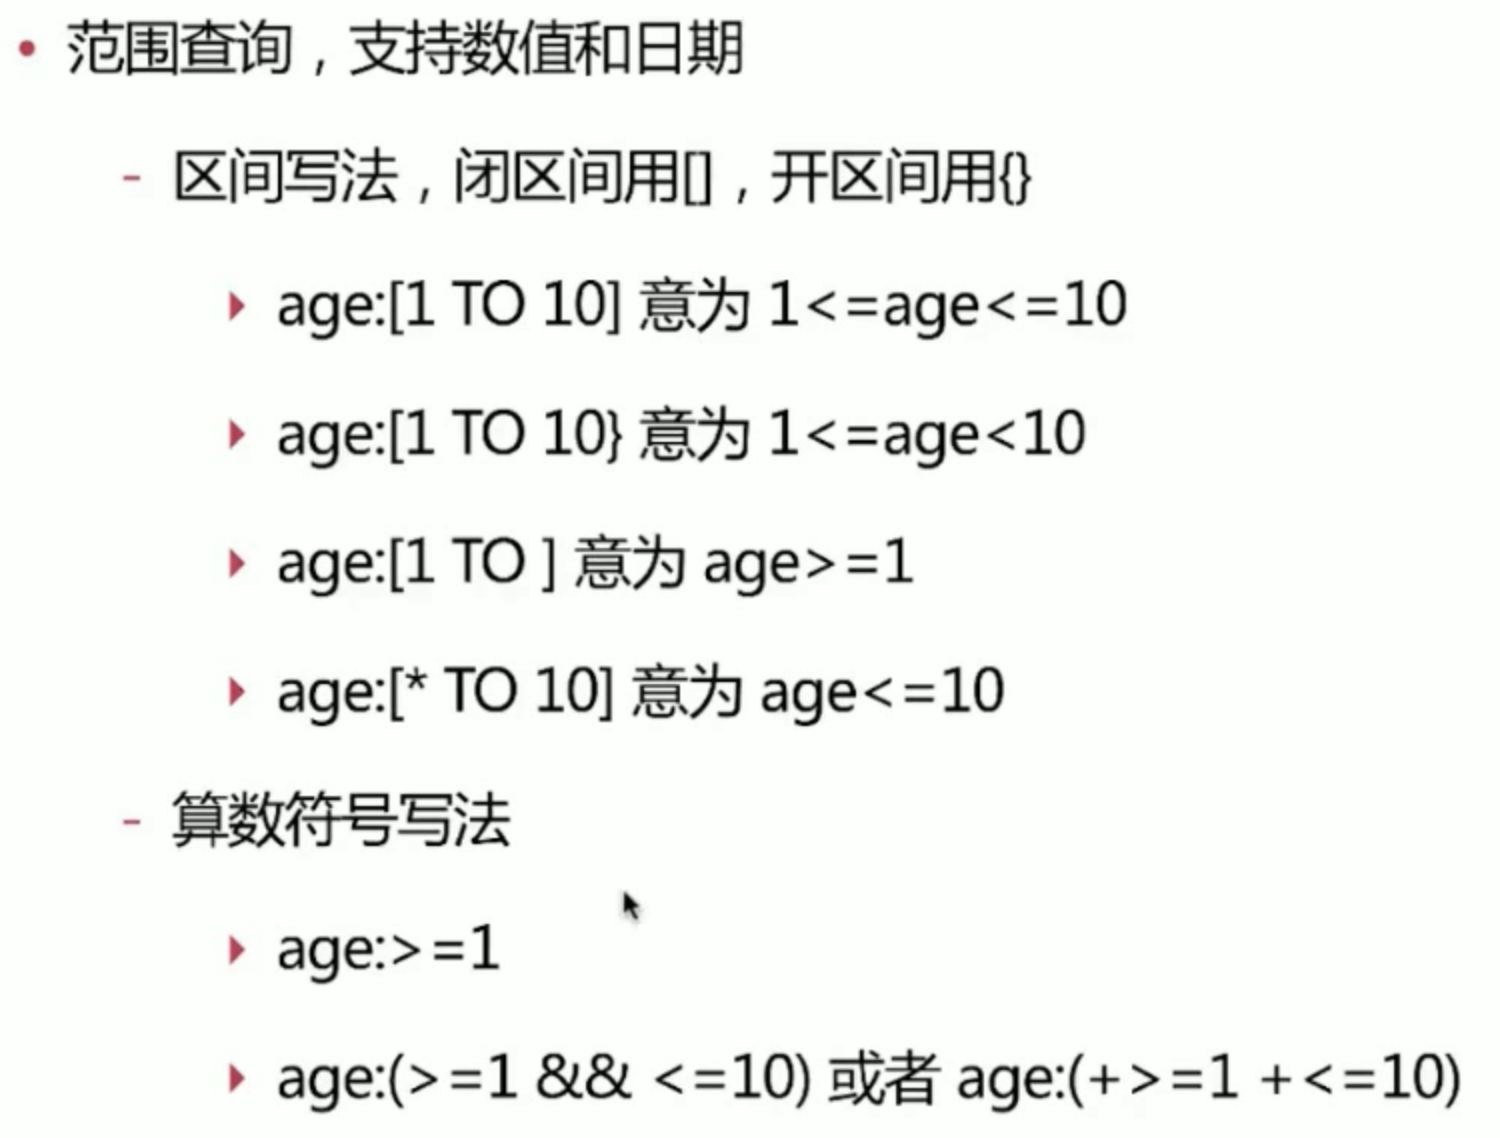 • 范围查询，支持数值和日期
- 区间写法，闭区间用[]，开区间用{}
age:[1 TO 10] 意为 1<=age<=10
age:[1 TO 10} 意为 1<=age<10
age:[1 TO ] 意为 age>=1
age:[* TO 10] 意为 age<=10
- 算数符号写法
age:>=1
age:(>=1 && <=10) 或者 age:(+>=1 +<=10)